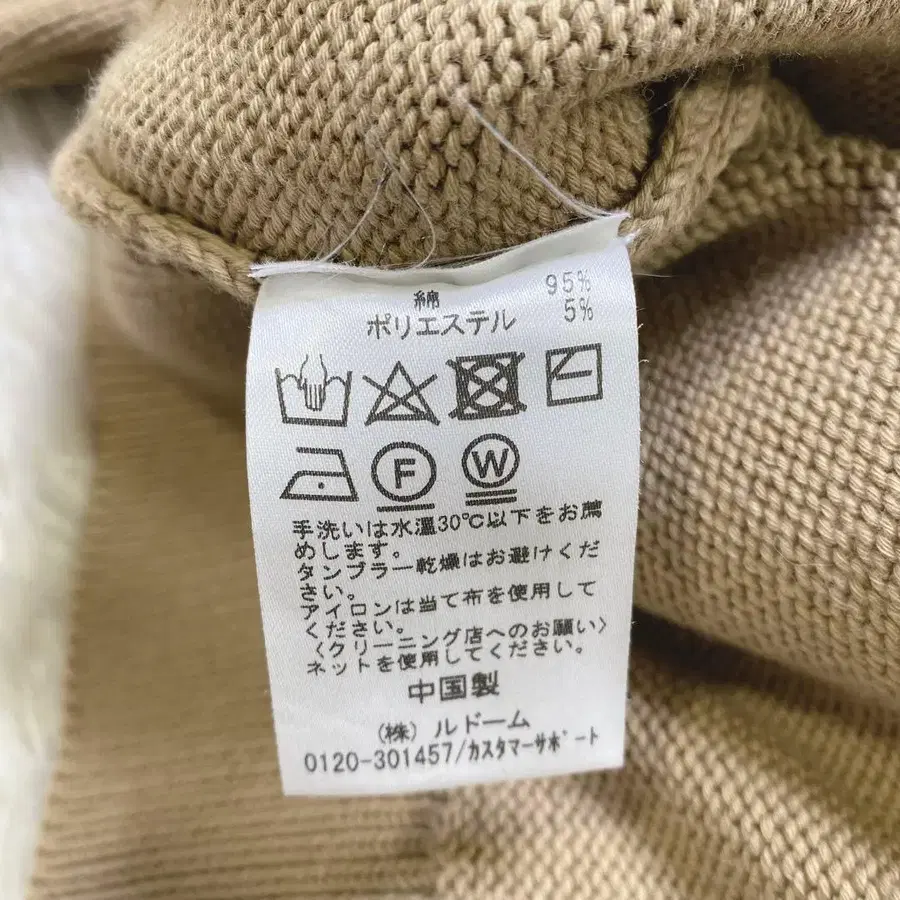 綿 95%
ポリエステル 5%
F W
手洗いは水温30℃以下をお薦
めします。
タンブラー乾燥はお避けくだ
さい。
アイロンは当て布を使用して
ください。
〈クリーニング店へのお願い〉
ネットを使用してください。
中国製
(株) ルドーム
0120-301457/ｶｽﾀﾏｰｻﾎﾟｰﾄ